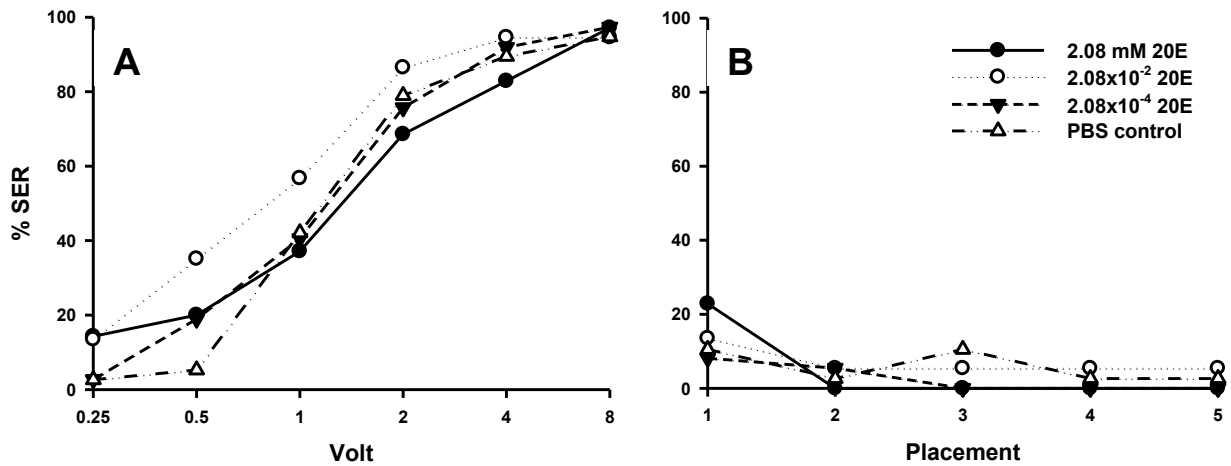 A
B
100
80
60
40
20
0
% SER
0.25 0.5 1 2 4 8
Volt
100
80
60
40
20
0
1 2 3 4 5
Placement
2.08 mM 20E
2.08x10⁻² 20E
2.08x10⁻⁴ 20E
PBS control